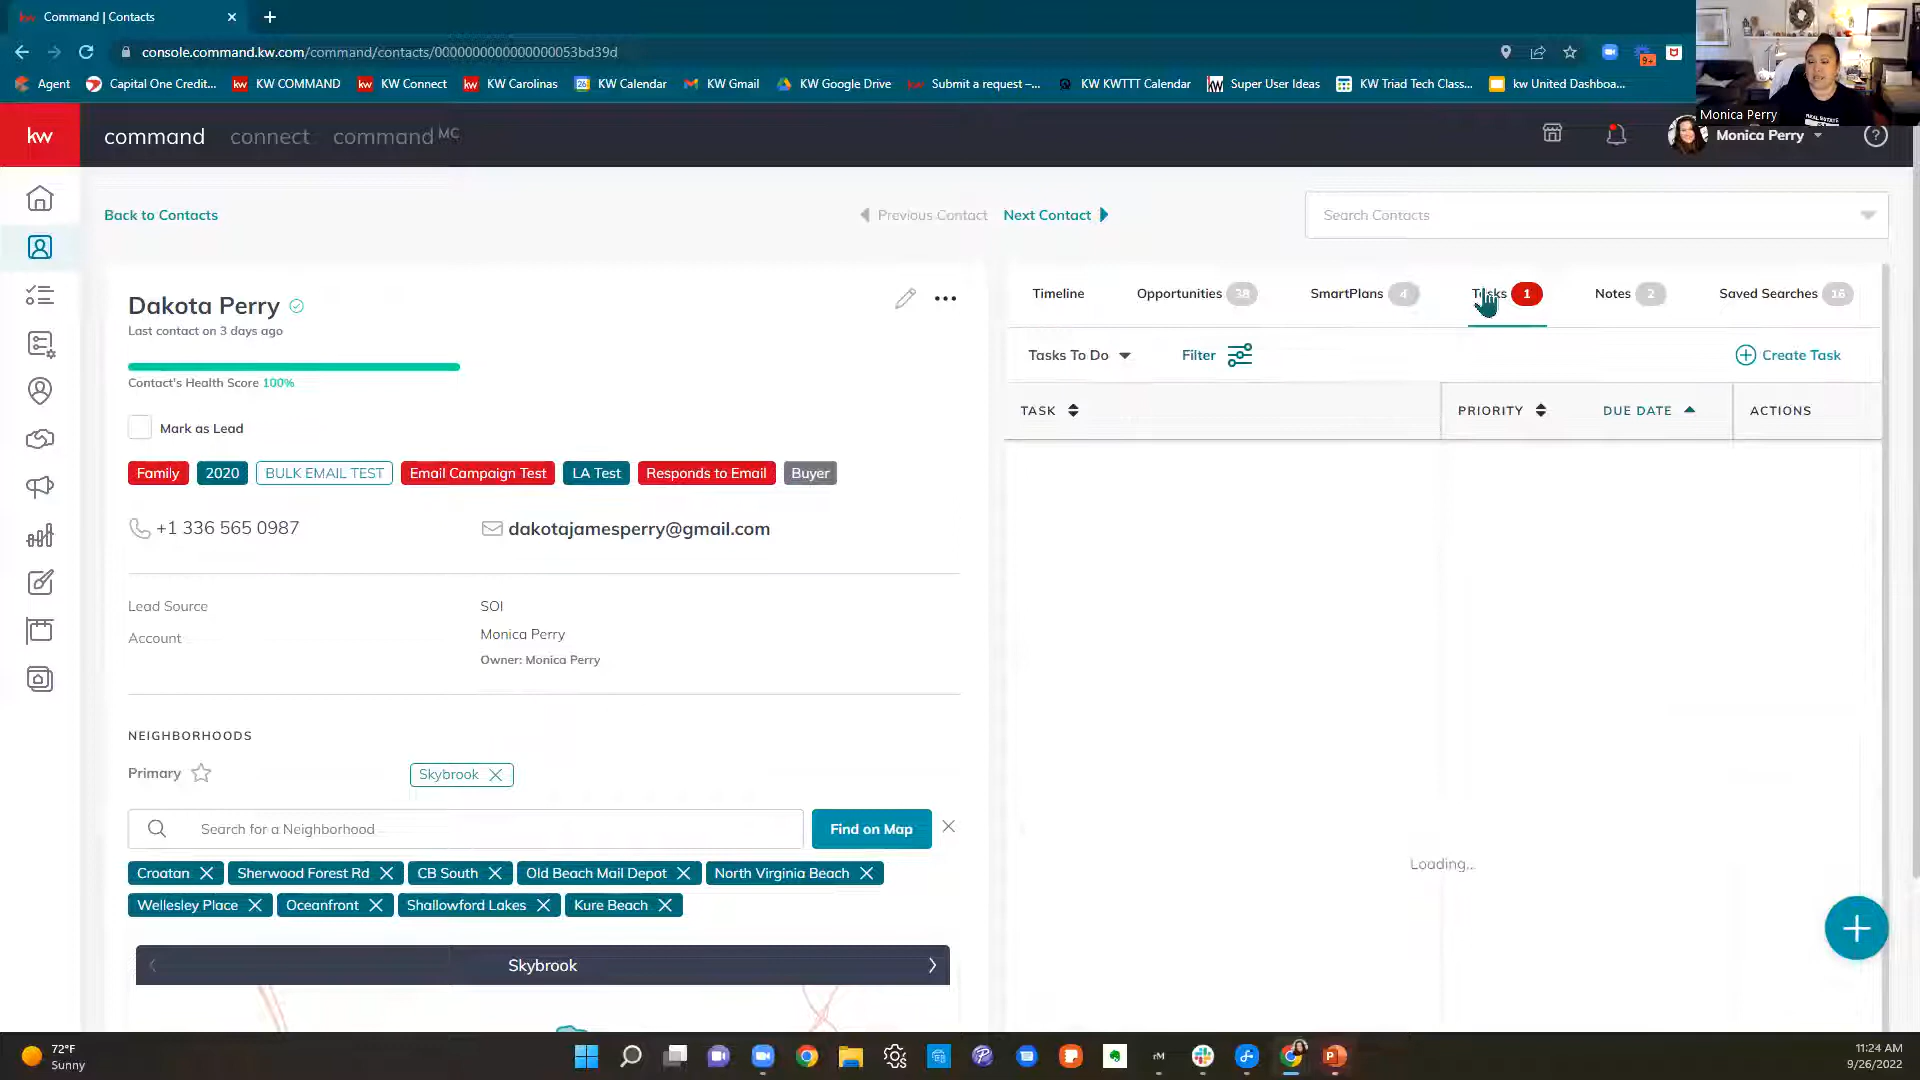 Command | Contacts
console.command.kw.com/command/contacts/0000000000000000053bd39d
9+
Agent
Capital One Credit...
KW COMMAND
KW Connect
KW Carolinas
26
KW Calendar
KW Gmail
KW Google Drive
Submit a request –...
KW KWTTT Calendar
Super User Ideas
KW Triad Tech Class...
kw United Dashboa...
Monica Perry
kw
command
connect
command MC
Monica Perry
Back to Contacts
Previous Contact
Next Contact
Search Contacts
Dakota Perry
Last contact on 3 days ago
Contact's Health Score 100%
Mark as Lead
Family
2020
BULK EMAIL TEST
Email Campaign Test
LA Test
Responds to Email
Buyer
+1 336 565 0987
dakotajamesperry@gmail.com
Lead Source
SOI
Account
Monica Perry
Owner: Monica Perry
NEIGHBORHOODS
Primary
Skybrook
Search for a Neighborhood
Find on Map
Croatan
Sherwood Forest Rd
CB South
Old Beach Mail Depot
North Virginia Beach
Wellesley Place
Oceanfront
Shallowford Lakes
Kure Beach
Skybrook
Timeline
Opportunities 38
SmartPlans 4
Tasks 1
Notes 2
Saved Searches 16
Tasks To Do
Filter
Create Task
TASK
PRIORITY
DUE DATE
ACTIONS
Loading...
72°F
Sunny
11:24 AM
9/26/2022